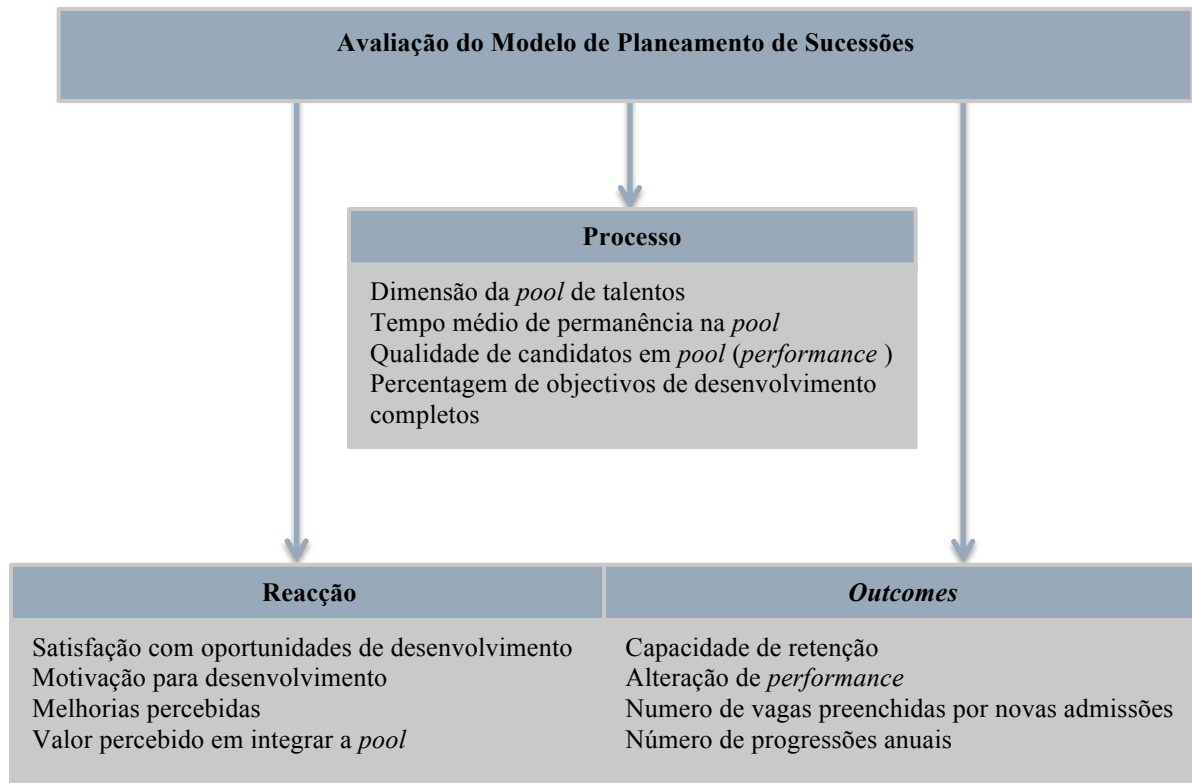 Avaliação do Modelo de Planeamento de Sucessões
Processo
Dimensão da pool de talentos
Tempo médio de permanência na pool
Qualidade de candidatos em pool (performance )
Percentagem de objectivos de desenvolvimento
completos
Reacção
Satisfação com oportunidades de desenvolvimento
Motivação para desenvolvimento
Melhorias percebidas
Valor percebido em integrar a pool
Outcomes
Capacidade de retenção
Alteração de performance
Numero de vagas preenchidas por novas admissões
Número de progressões anuais